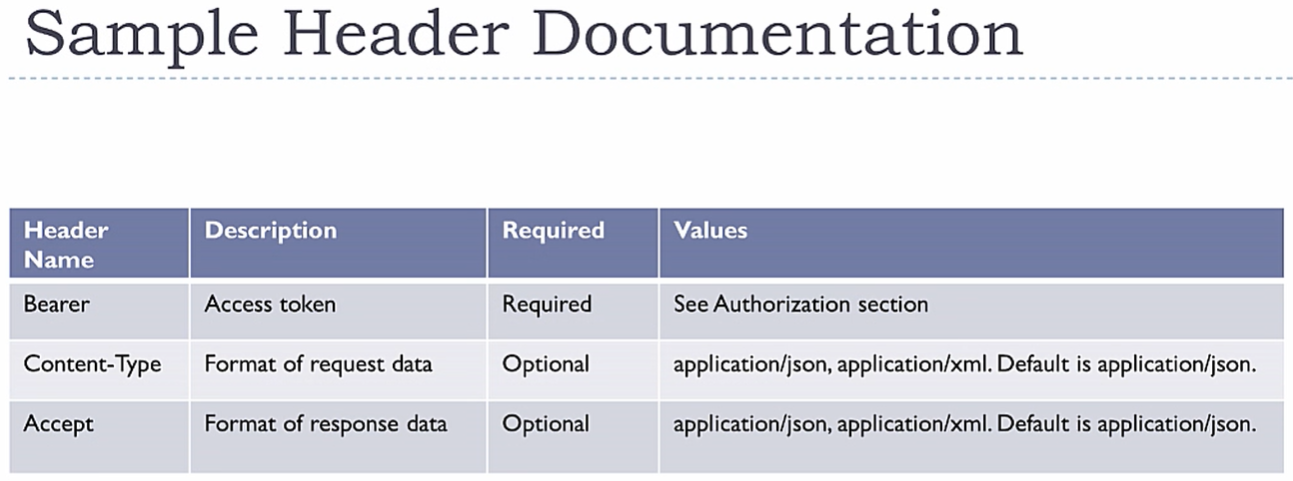 Sample Header Documentation
Header Name Description Required Values
Bearer Access token Required See Authorization section
Content-Type Format of request data Optional application/json, application/xml. Default is application/json.
Accept Format of response data Optional application/json, application/xml. Default is application/json.